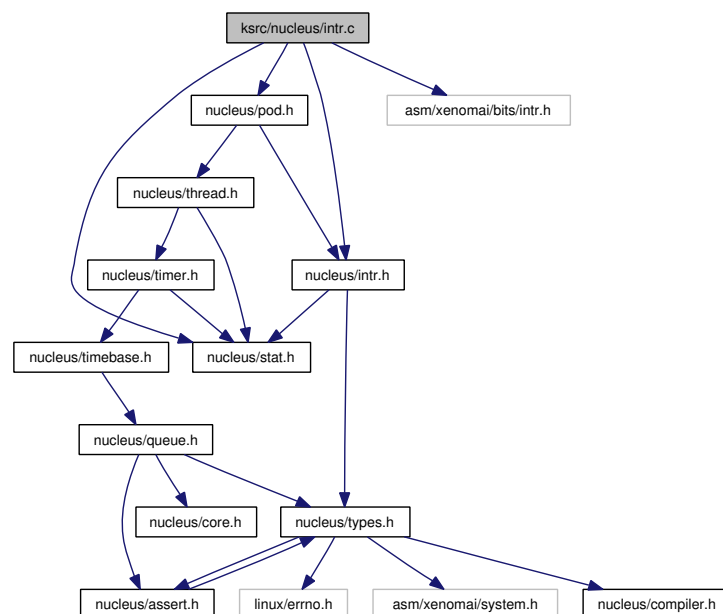 ksrc/nucleus/intr.c
nucleus/pod.h
asm/xenomai/bits/intr.h
nucleus/thread.h
nucleus/timer.h
nucleus/intr.h
nucleus/timebase.h
nucleus/stat.h
nucleus/queue.h
nucleus/core.h
nucleus/types.h
nucleus/assert.h
linux/errno.h
asm/xenomai/system.h
nucleus/compiler.h